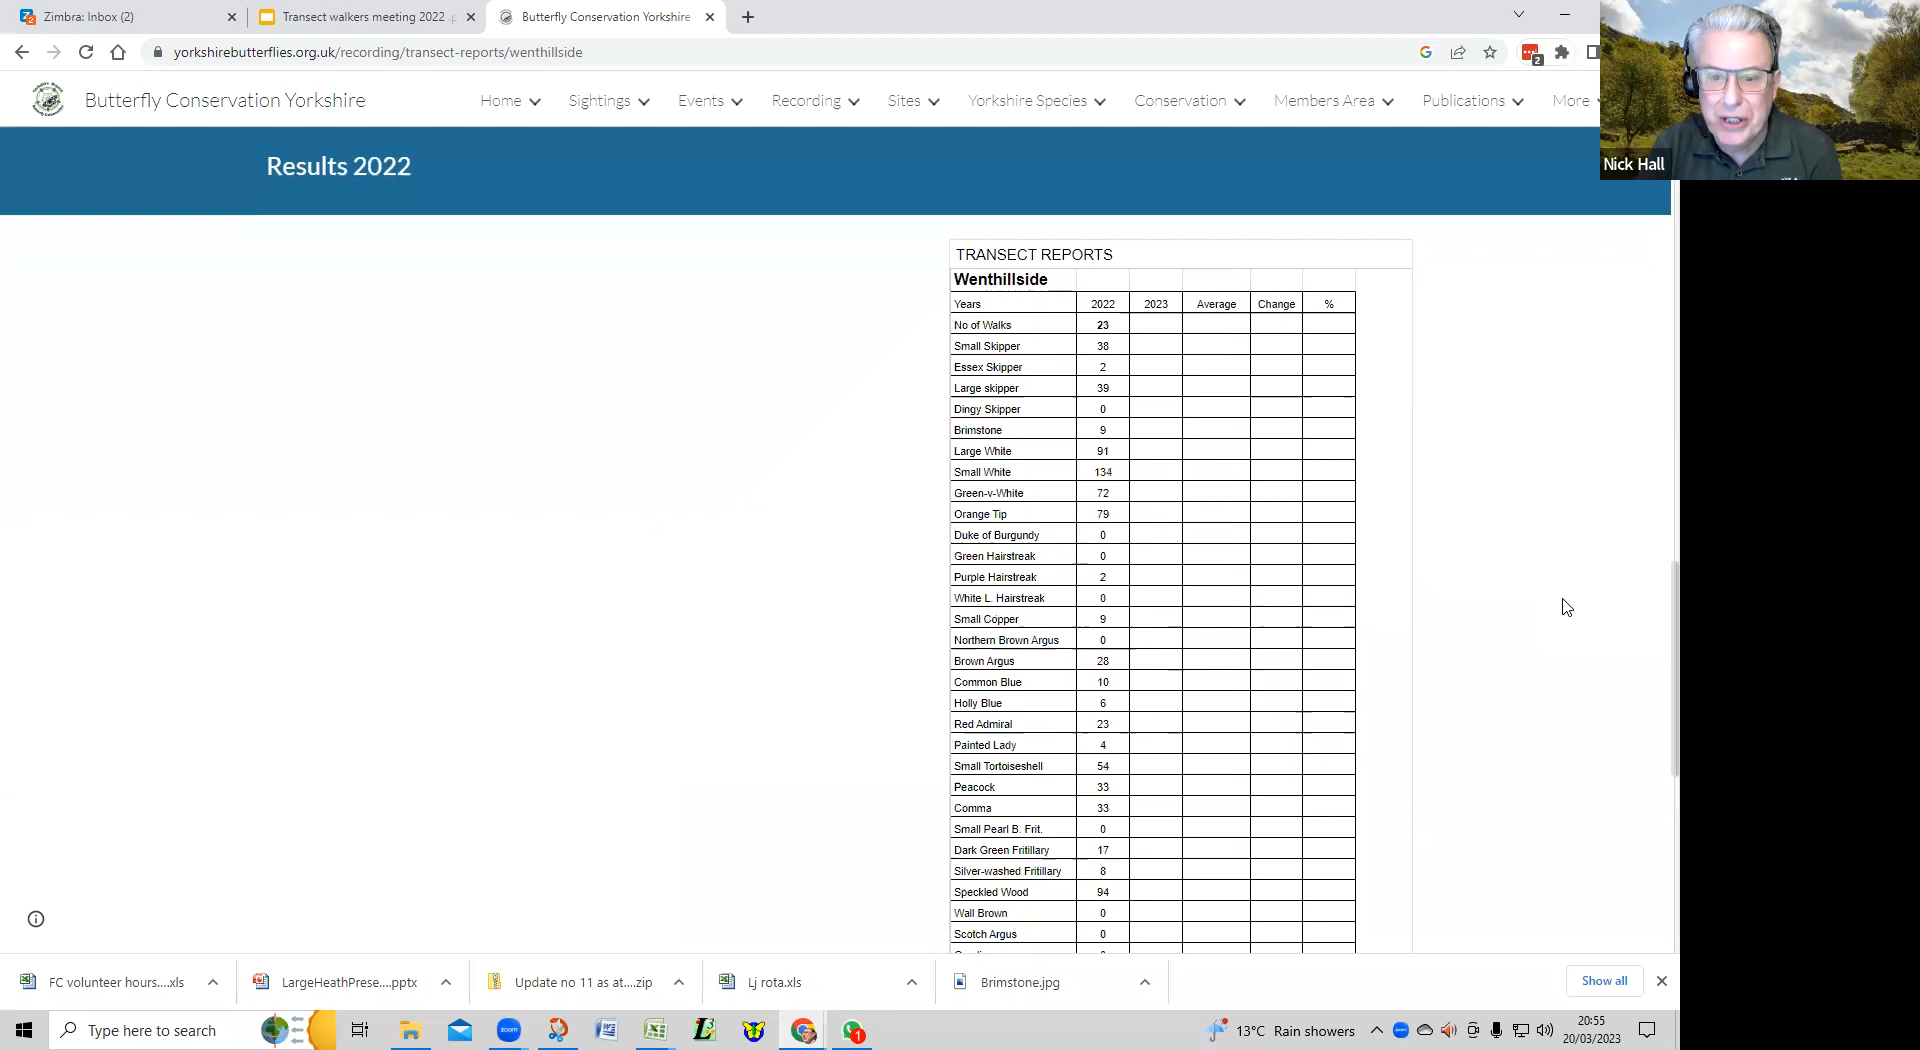 Zimbra: Inbox (2)
Transect walkers meeting 2022
Butterfly Conservation Yorkshire
yorkshirebutterflies.org.uk/recording/transect-reports/wenthillside
2
Butterfly Conservation Yorkshire
Home
Sightings
Events
Recording
Sites
Yorkshire Species
Conservation
Members Area
Publications
More
Nick Hall
Results 2022
TRANSECT REPORTS
Wenthillside
Years 2022 2023 Average Change %
No of Walks 23
Small Skipper 38
Essex Skipper 2
Large skipper 39
Dingy Skipper 0
Brimstone 9
Large White 91
Small White 134
Green-v-White 72
Orange Tip 79
Duke of Burgundy 0
Green Hairstreak 0
Purple Hairstreak 2
White L. Hairstreak 0
Small Copper 9
Northern Brown Argus 0
Brown Argus 28
Common Blue 10
Holly Blue 6
Red Admiral 23
Painted Lady 4
Small Tortoiseshell 54
Peacock 33
Comma 33
Small Pearl B. Frit. 0
Dark Green Fritillary 17
Silver-washed Fritillary 8
Speckled Wood 94
Wall Brown 0
Scotch Argus 0
FC volunteer hours....xls
LargeHeathPrese....pptx
Update no 11 as at....zip
Lj rota.xls
Brimstone.jpg
Show all
Type here to search
zoom
1
13°C Rain showers
20:55
20/03/2023